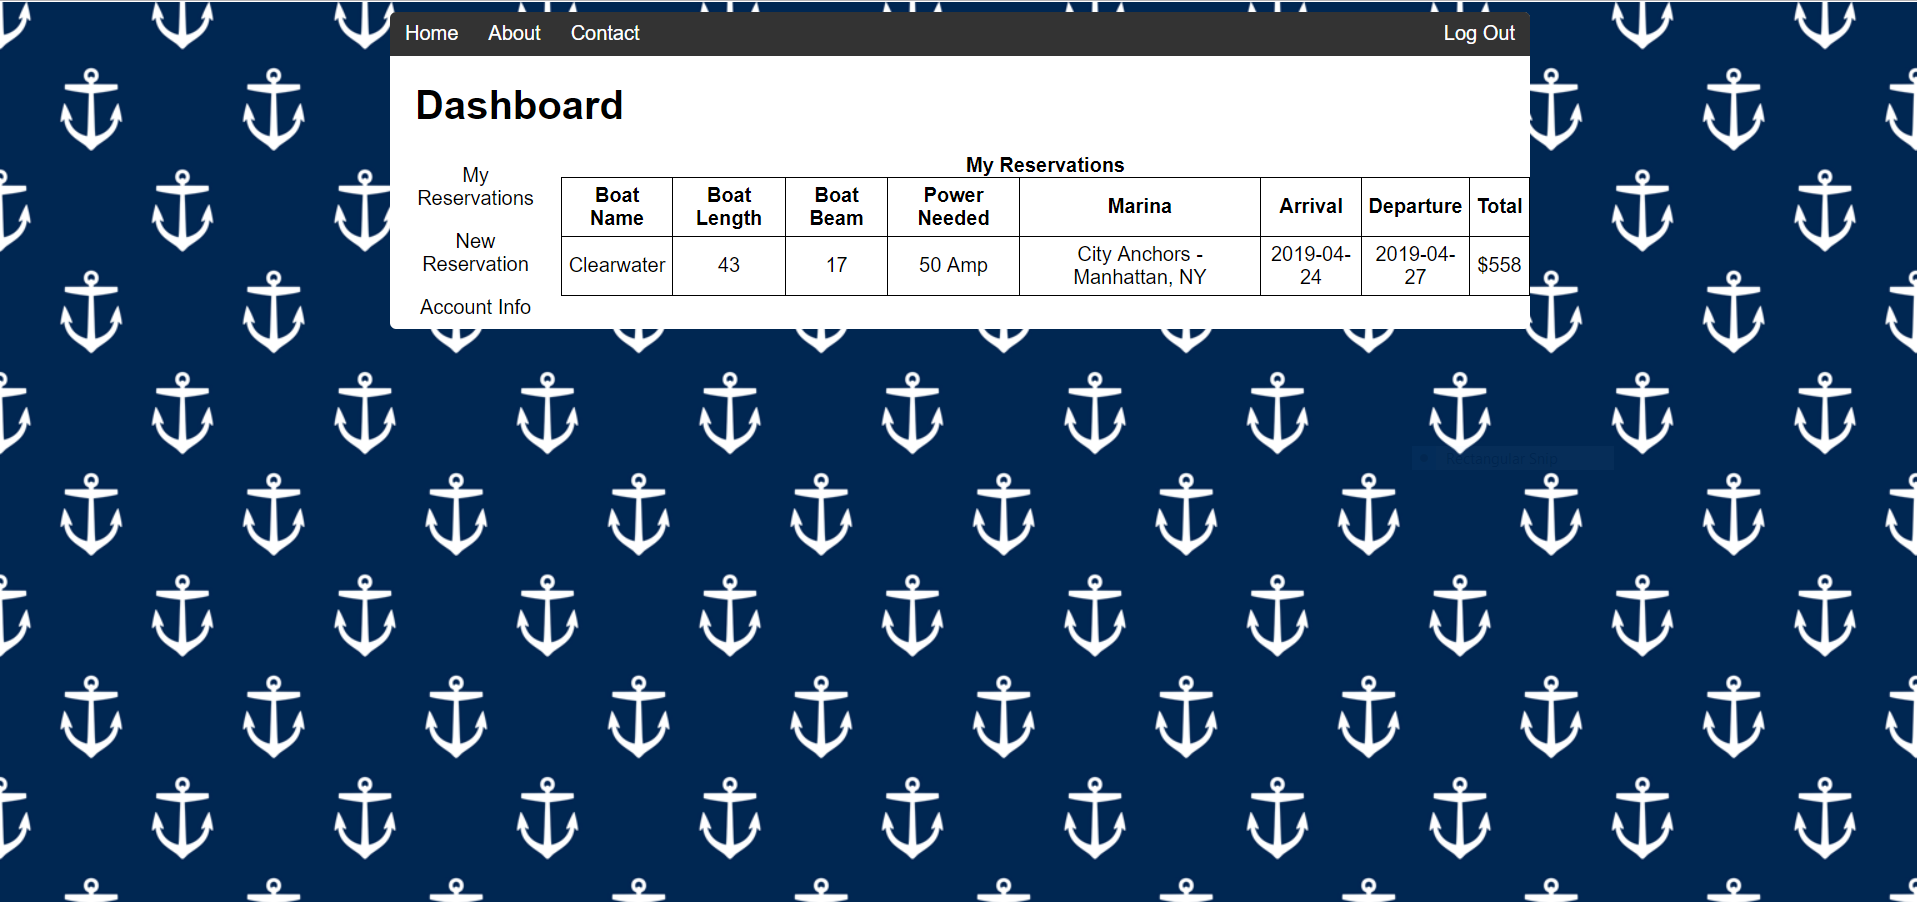 Home About Contact Log Out
Dashboard
My Reservations
My
Reservations
New
Reservation
Account Info
Boat Name Boat Length Boat Beam Power Needed Marina Arrival Departure Total
Clearwater 43 17 50 Amp City Anchors - Manhattan, NY 2019-04-24 2019-04-27 $558
Rectangular Snip